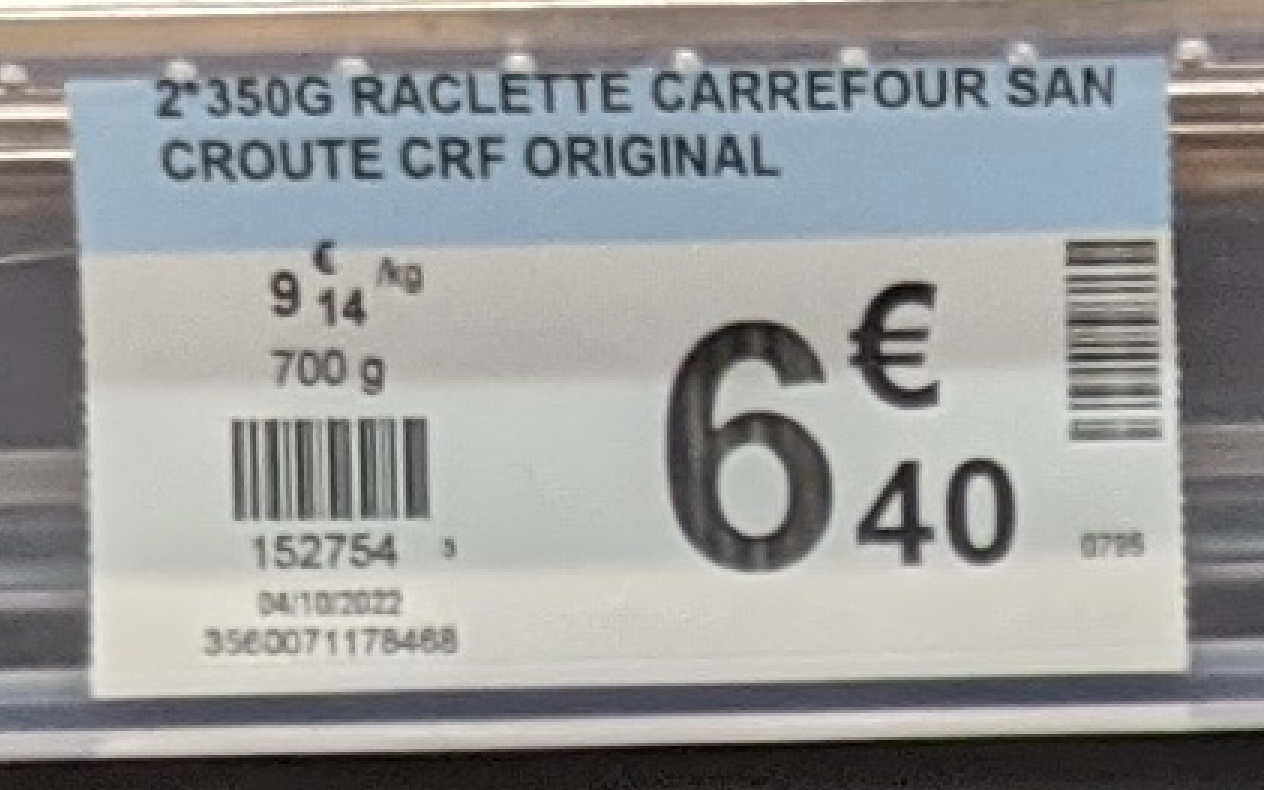 2*350G RACLETTE CARREFOUR SAN
CROUTE CRF ORIGINAL
9 € 14 /kg
700 g
6 € 40
152754 3
04/10/2022
3560071178468